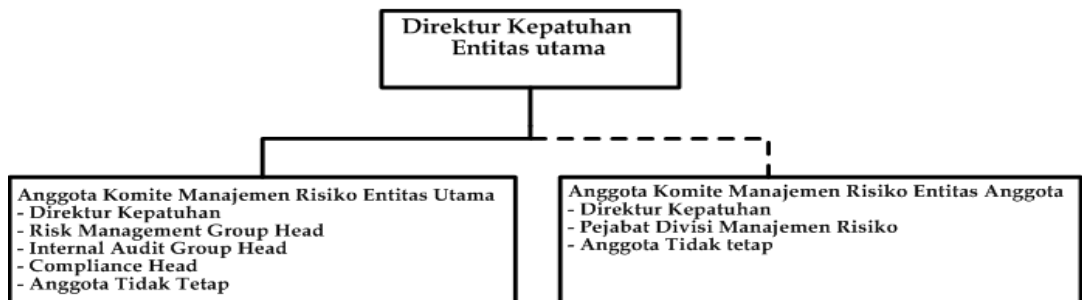 Direktur Kepatuhan
Entitas utama
Anggota Komite Manajemen Risiko Entitas Utama
- Direktur Kepatuhan
- Risk Management Group Head
- Internal Audit Group Head
- Compliance Head
- Anggota Tidak Tetap
Anggota Komite Manajemen Risiko Entitas Anggota
- Direktur Kepatuhan
- Pejabat Divisi Manajemen Risiko
- Anggota Tidak tetap